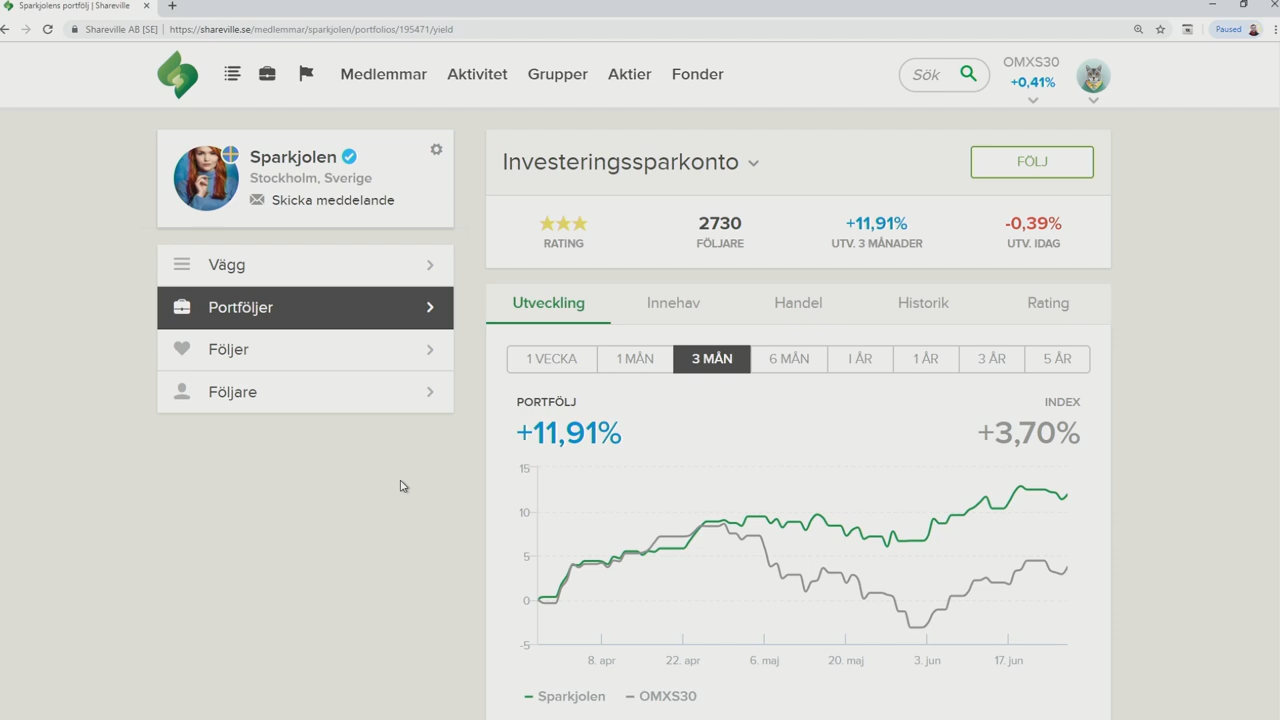 Sparkjolens portfölj | Shareville
Shareville AB [SE] | https://shareville.se/medlemmar/sparkjolen/portfolios/195471/yield
Paused
Medlemmar Aktivitet Grupper Aktier Fonder
Sök
OMXS30
+0,41%
Sparkjolen
Stockholm, Sverige
Skicka meddelande
Vägg
Portföljer
Följer
Följare
Investeringssparkonto
FÖLJ
2730 +11,91% -0,39%
RATING FÖLJARE UTV. 3 MÅNADER UTV. IDAG
Utveckling Innehav Handel Historik Rating
1 VECKA 1 MÅN 3 MÅN 6 MÅN I ÅR 1 ÅR 3 ÅR 5 ÅR
PORTFÖLJ INDEX
+11,91% +3,70%
15
10
5
0
-5
8. apr 22. apr 6. maj 20. maj 3. jun 17. jun
Sparkjolen OMXS30